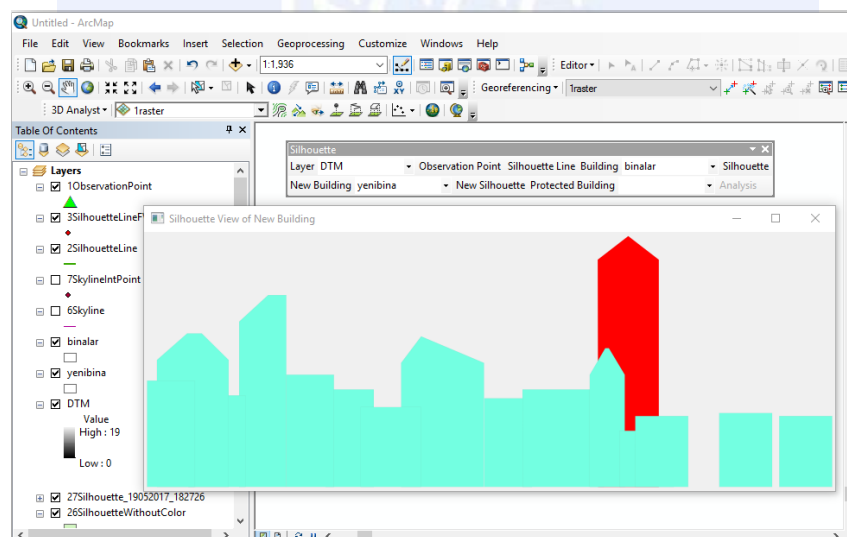 Untitled - ArcMap
File Edit View Bookmarks Insert Selection Geoprocessing Customize Windows Help
1:1,936 Editor
Georeferencing 1raster
3D Analyst 1raster
Table Of Contents
Layers
1ObservationPoint
3SilhouetteLineF
2SilhouetteLine
7SkylineIntPoint
6Skyline
binalar
yenibina
DTM
Value
High : 19
Low : 0
27Silhouette_19052017_182726
26SilhouetteWithoutColor
Silhouette
Layer DTM Observation Point Silhouette Line Building binalar Silhouette
New Building yenibina New Silhouette Protected Building Analysis
Silhouette View of New Building